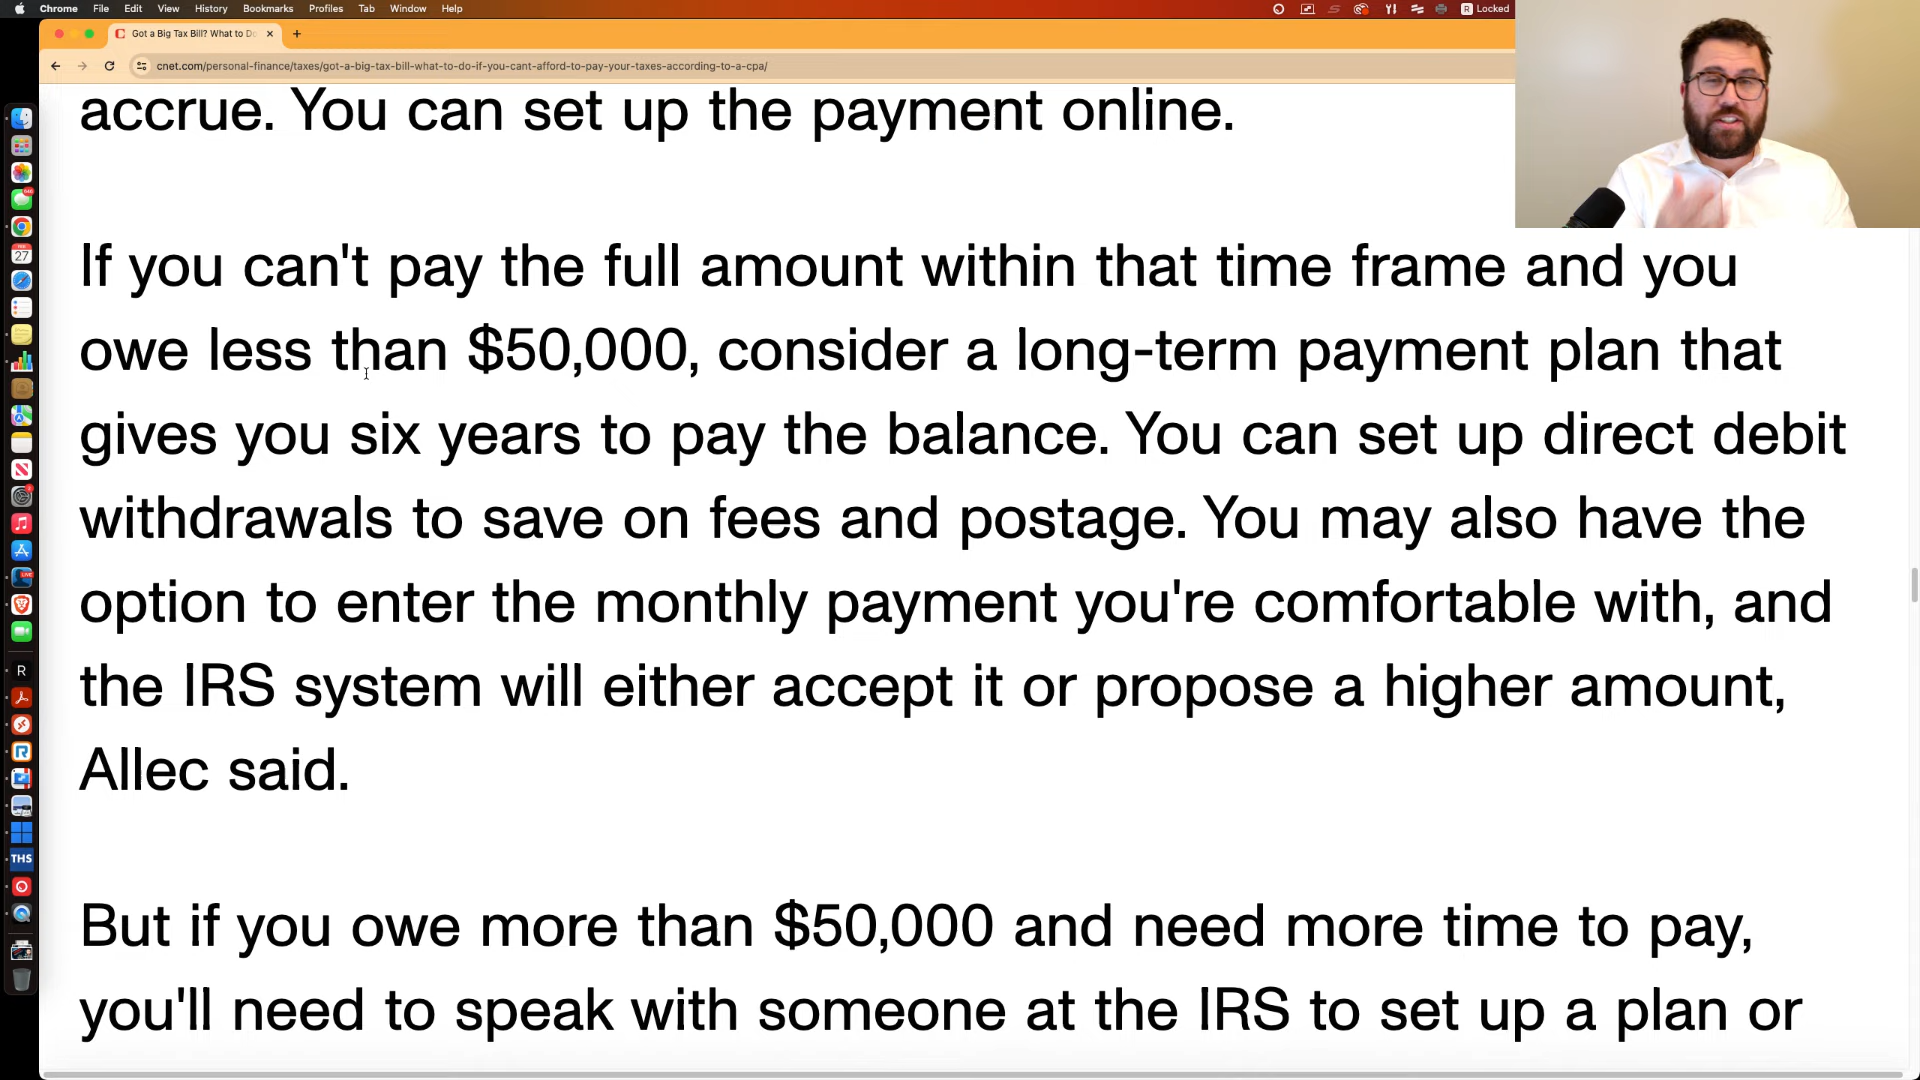 Chrome File Edit View History Bookmarks Profiles Tab Window Help
Locked
Got a Big Tax Bill? What to Do
cnet.com/personal-finance/taxes/got-a-big-tax-bill-what-to-do-if-you-cant-afford-to-pay-your-taxes-according-to-a-cpa/
accrue. You can set up the payment online.
If you can't pay the full amount within that time frame and you
owe less than $50,000, consider a long-term payment plan that
gives you six years to pay the balance. You can set up direct debit
withdrawals to save on fees and postage. You may also have the
option to enter the monthly payment you're comfortable with, and
the IRS system will either accept it or propose a higher amount,
Allec said.
But if you owe more than $50,000 and need more time to pay,
you'll need to speak with someone at the IRS to set up a plan or
27
LIVE
R
THS